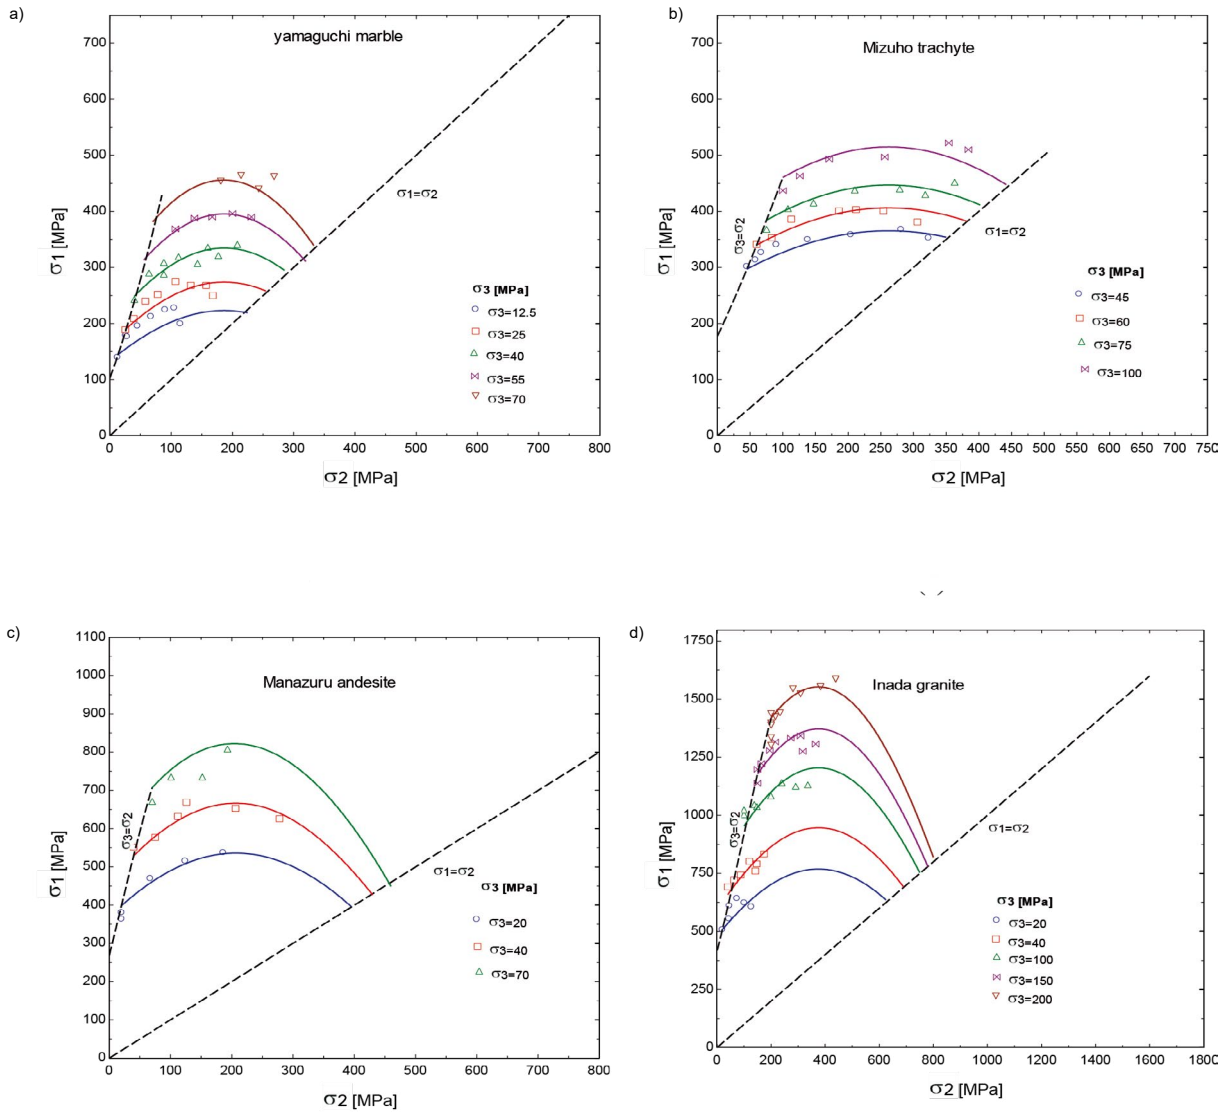 a)
yamaguchi marble
700
600
500
400
300
200
100
0
σ1 [MPa]
σ1=σ2
σ3 [MPa]
σ3=12.5
σ3=25
σ3=40
σ3=55
σ3=70
0 100 200 300 400 500 600 700 800
σ2 [MPa]
b)
Mizuho trachyte
700
600
500
400
300
200
100
0
σ1 [MPa]
σ3=σ2
σ1=σ2
σ3 [MPa]
σ3=45
σ3=60
σ3=75
σ3=100
0 50 100 150 200 250 300 350 400 450 500 550 600 650 700 750
σ2 [MPa]
c)
Manazuru andesite
1100
1000
900
800
700
600
500
400
300
200
100
0
σ1 [MPa]
σ3=σ2
σ1=σ2
σ3 [MPa]
σ3=20
σ3=40
σ3=70
0 100 200 300 400 500 600 700 800
σ2 [MPa]
d)
Inada granite
1750
1500
1250
1000
750
500
250
0
σ1 [MPa]
σ3=σ2
σ1=σ2
σ3 [MPa]
σ3=20
σ3=40
σ3=100
σ3=150
σ3=200
0 200 400 600 800 1000 1200 1400 1600 1800
σ2 [MPa]